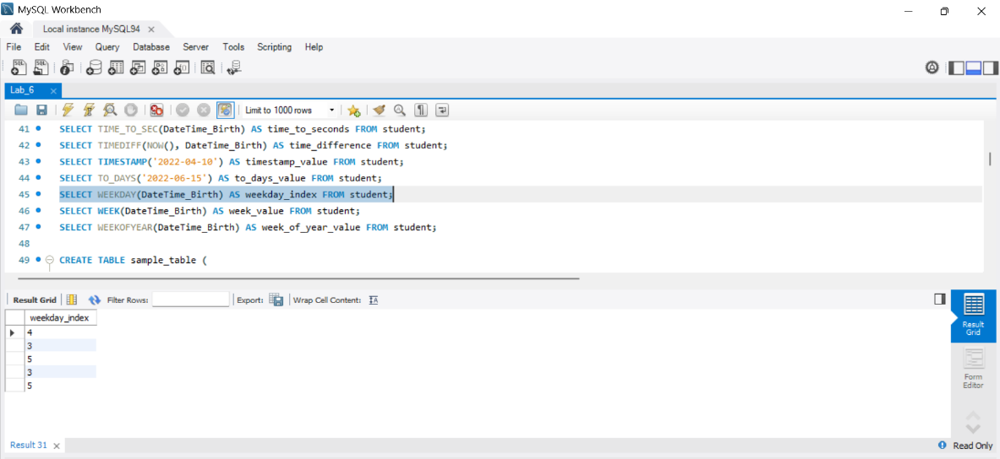 MySQL Workbench
Local instance MySQL94 ×
File Edit View Query Database Server Tools Scripting Help
Lab_6 ×
Limit to 1000 rows
41 SELECT TIME_TO_SEC(DateTime_Birth) AS time_to_seconds FROM student;
42 SELECT TIMEDIFF(NOW(), DateTime_Birth) AS time_difference FROM student;
43 SELECT TIMESTAMP('2022-04-10') AS timestamp_value FROM student;
44 SELECT TO_DAYS('2022-06-15') AS to_days_value FROM student;
45 SELECT WEEKDAY(DateTime_Birth) AS weekday_index FROM student;
46 SELECT WEEK(DateTime_Birth) AS week_value FROM student;
47 SELECT WEEKOFYEAR(DateTime_Birth) AS week_of_year_value FROM student;
48
49 CREATE TABLE sample_table (
Result Grid Filter Rows: Export: Wrap Cell Content:
weekday_index
4
3
5
3
5
Result
Grid
Form
Editor
Result 31 × Read Only